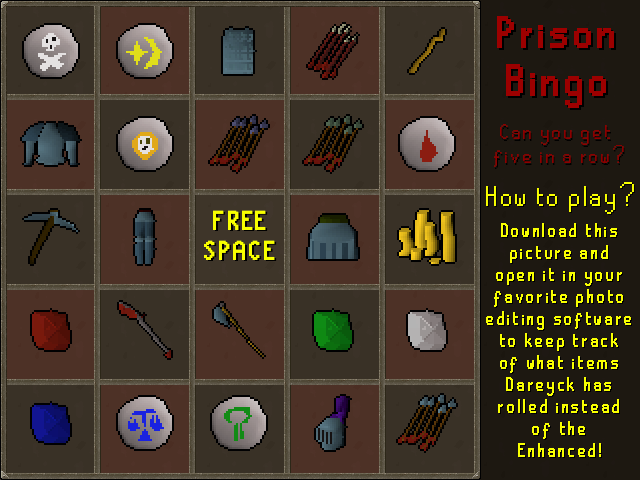 Prison
Bingo
Can you get
five in a row?
How to play?
Download this
picture and
open it in your
favorite photo
editing software
to keep track
of what items
Dareyck has
rolled instead
of the
Enhanced!
FREE
SPACE